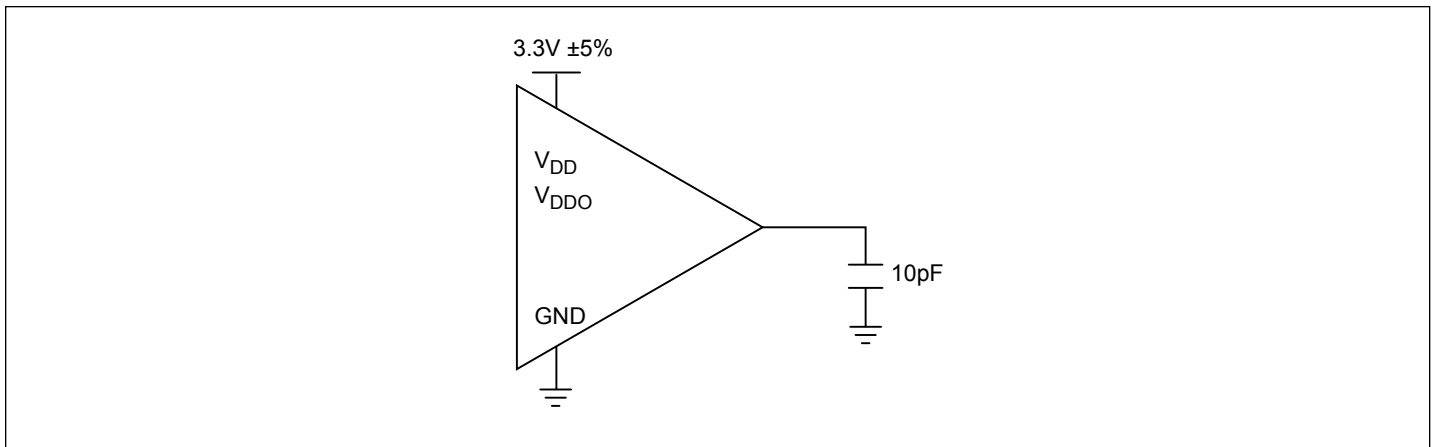 3.3V ±5%
VDD
VDDO
10pF
GND